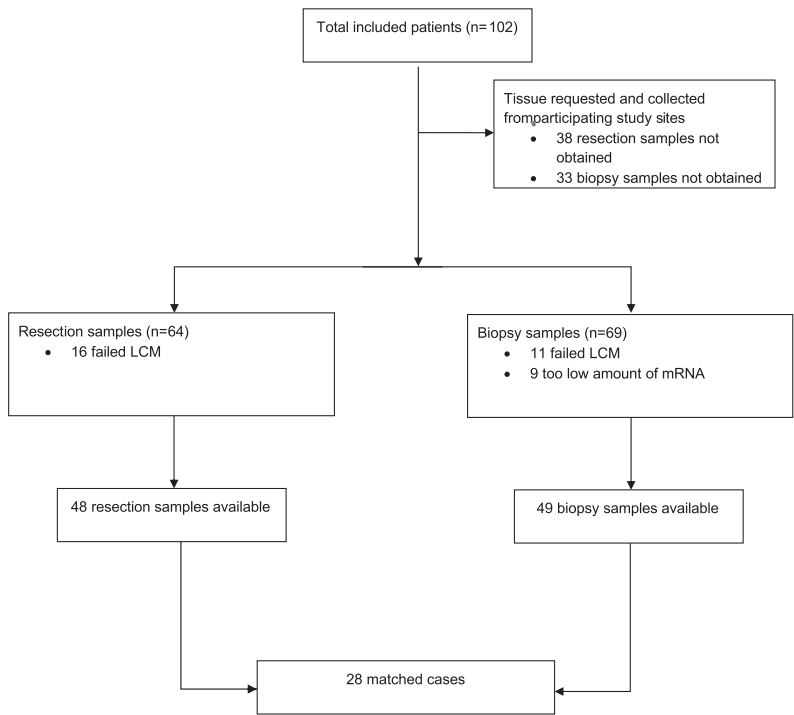 Total included patients (n=102)
Tissue requested and collected
fromparticipating study sites
• 38 resection samples not
obtained
• 33 biopsy samples not obtained
Resection samples (n=64)
• 16 failed LCM
Biopsy samples (n=69)
• 11 failed LCM
• 9 too low amount of mRNA
48 resection samples available
49 biopsy samples available
28 matched cases